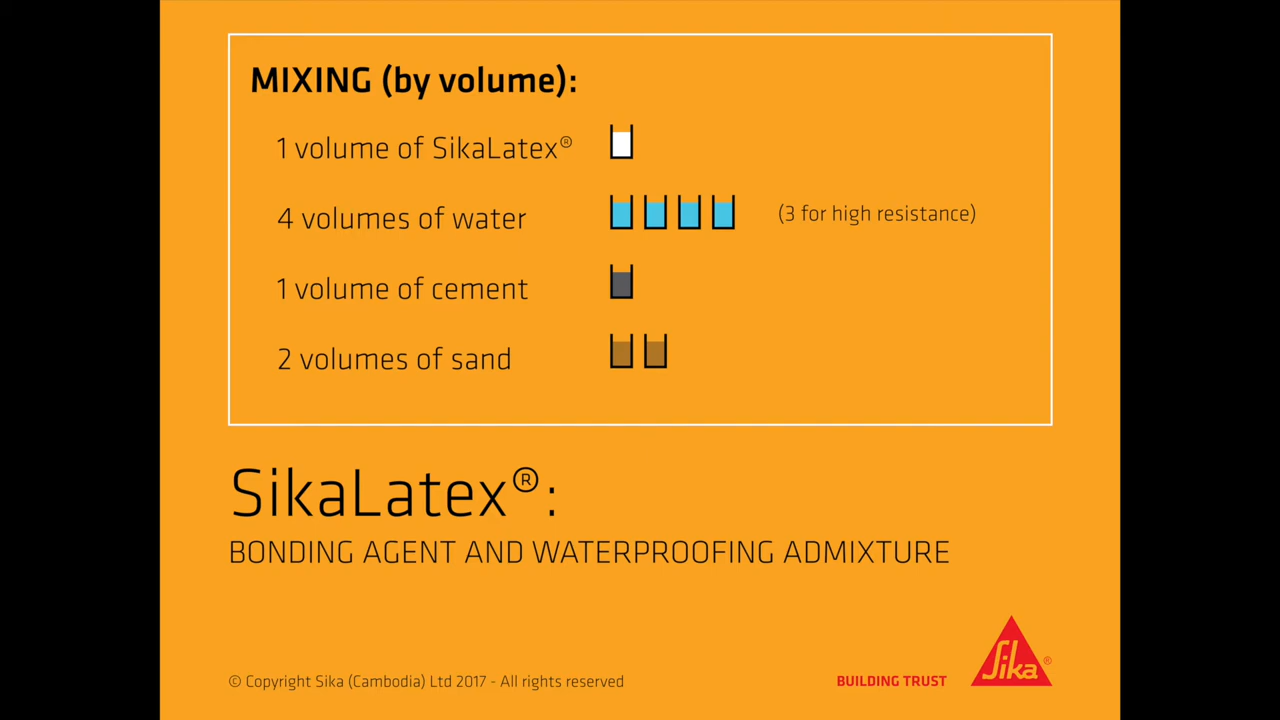 MIXING (by volume):
1 volume of SikaLatex®
4 volumes of water (3 for high resistance)
1 volume of cement
2 volumes of sand
SikaLatex®:
BONDING AGENT AND WATERPROOFING ADMIXTURE
© Copyright Sika (Cambodia) Ltd 2017 - All rights reserved
BUILDING TRUST
Sika®